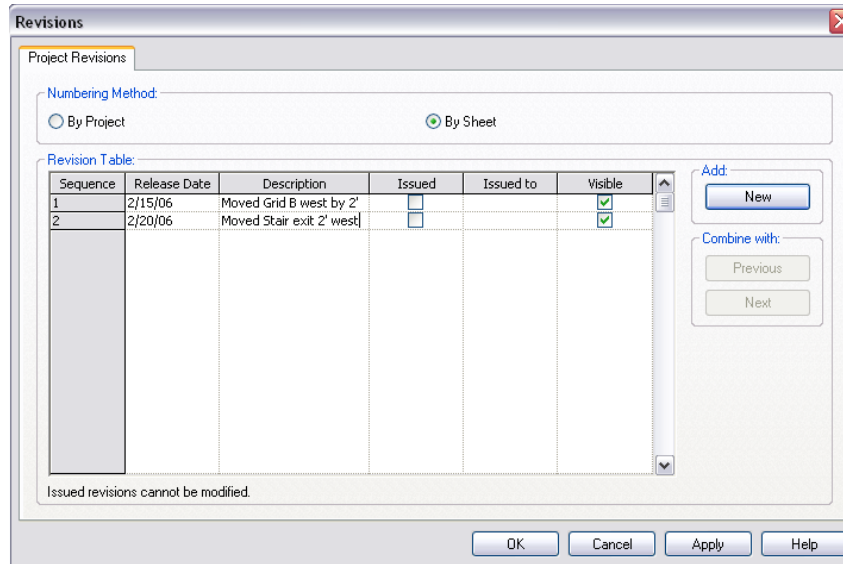 Revisions
Project Revisions
Numbering Method:
By Project By Sheet
Revision Table:
Add:
Sequence Release Date Description Issued Issued to Visible
New
1 2/15/06 Moved Grid B west by 2'
2 2/20/06 Moved Stair exit 2' west
Combine with:
Previous
Next
Issued revisions cannot be modified.
OK Cancel Apply Help